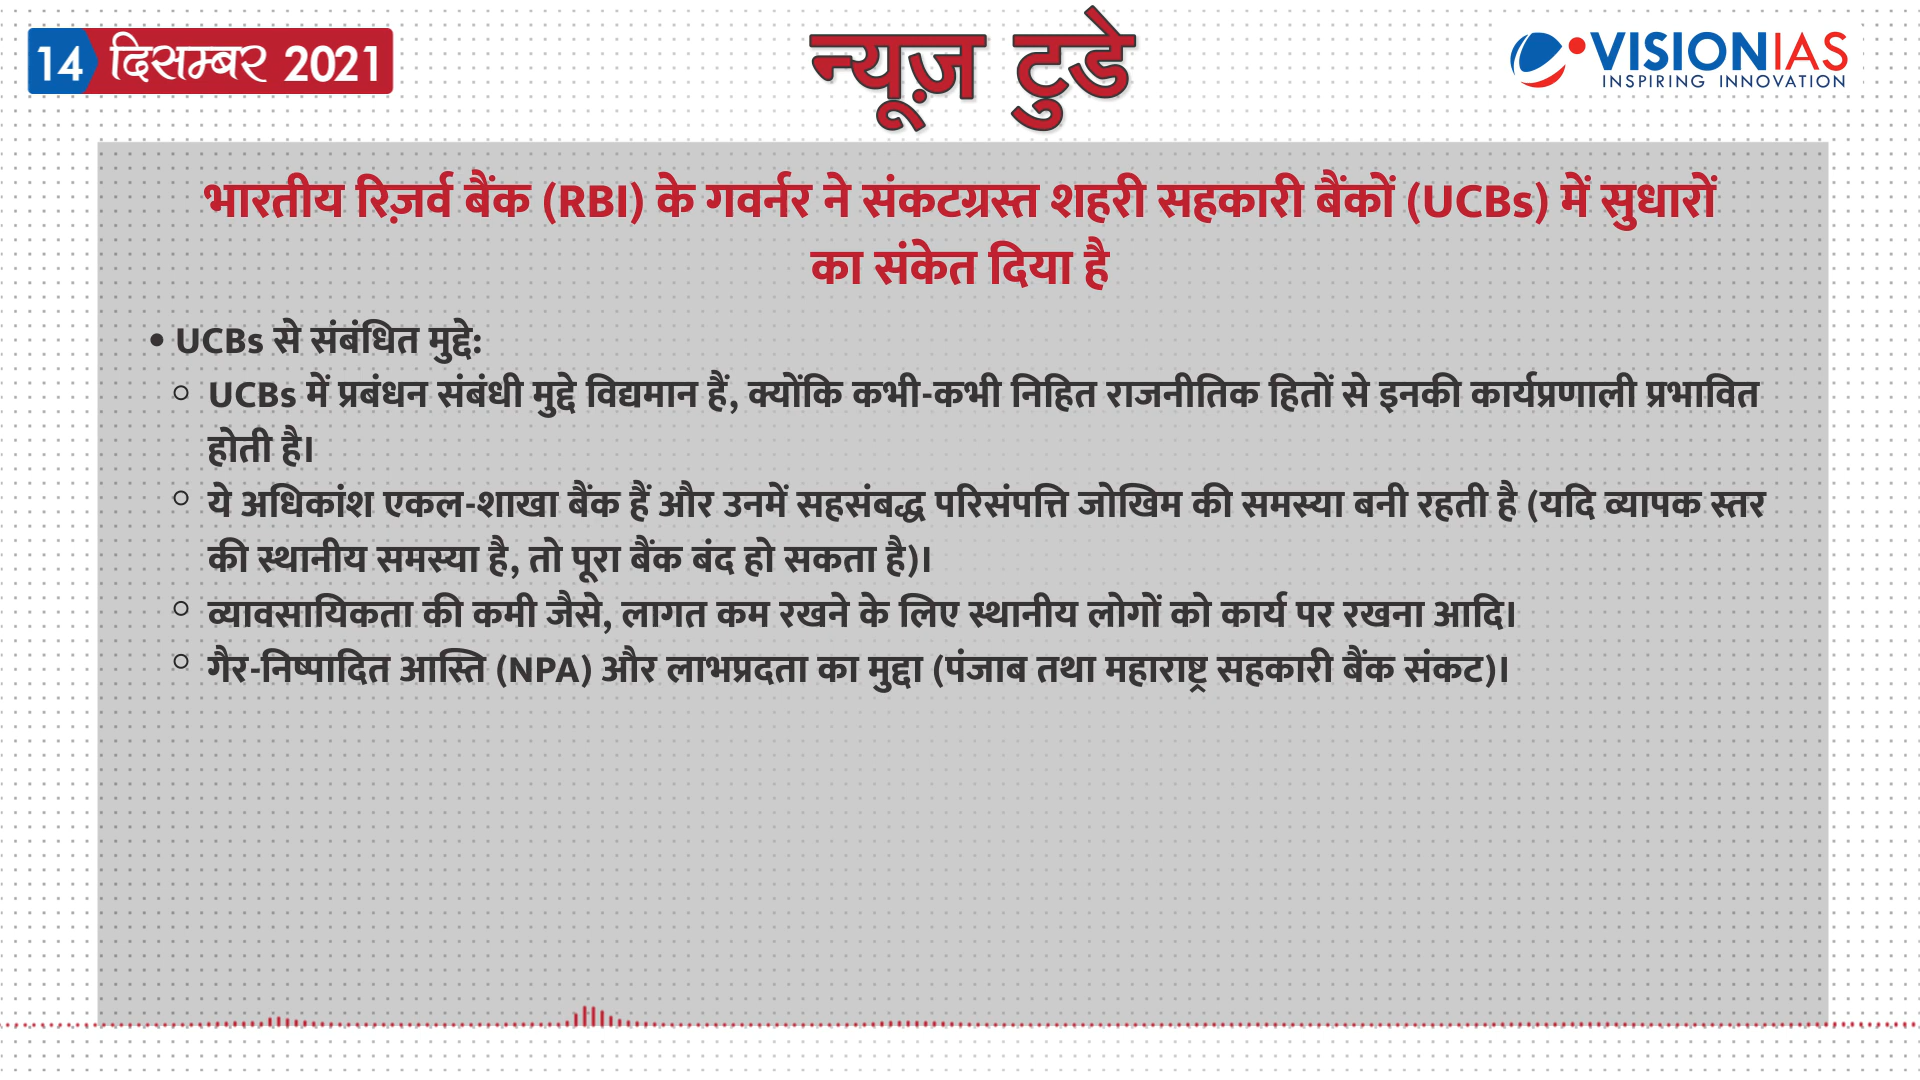 14 दिसम्बर 2021
न्यूज़ टुडे
VISIONIAS
INSPIRING INNOVATION
भारतीय रिज़र्व बैंक (RBI) के गवर्नर ने संकटग्रस्त शहरी सहकारी बैंकों (UCBs) में सुधारों
का संकेत दिया है
• UCBs से संबंधित मुद्दे:
○ UCBs में प्रबंधन संबंधी मुद्दे विद्यमान हैं, क्योंकि कभी-कभी निहित राजनीतिक हितों से इनकी कार्यप्रणाली प्रभावित
होती है।
○ ये अधिकांश एकल-शाखा बैंक हैं और उनमें सहसंबद्ध परिसंपत्ति जोखिम की समस्या बनी रहती है (यदि व्यापक स्तर
की स्थानीय समस्या है, तो पूरा बैंक बंद हो सकता है)।
○ व्यावसायिकता की कमी जैसे, लागत कम रखने के लिए स्थानीय लोगों को कार्य पर रखना आदि।
○ गैर-निष्पादित आस्ति (NPA) और लाभप्रदता का मुद्दा (पंजाब तथा महाराष्ट्र सहकारी बैंक संकट)।